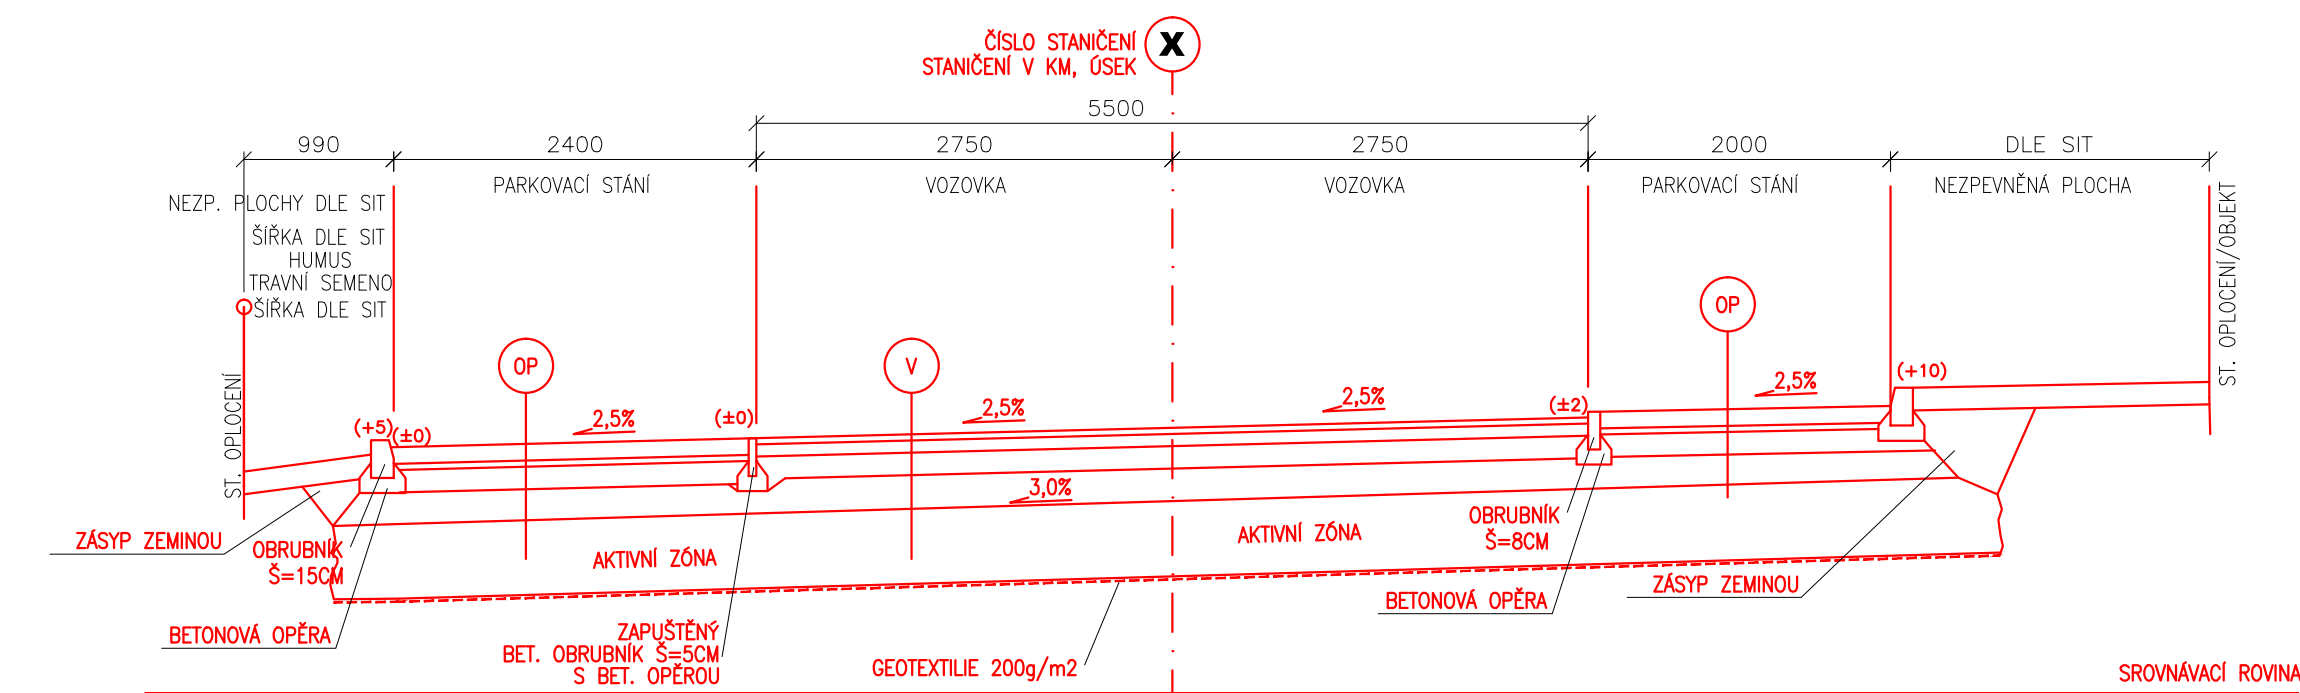 ČÍSLO STANIČENÍ
STANIČENÍ V KM, ÚSEK
X
5500
990
2400
2750
2750
2000
DLE SIT
PARKOVACÍ STÁNÍ
VOZOVKA
VOZOVKA
PARKOVACÍ STÁNÍ
NEZPEVNĚNÁ PLOCHA
NEZP. PLOCHY DLE SIT
ŠÍŘKA DLE SIT
HUMUS
TRAVNÍ SEMENO
ŠÍŘKA DLE SIT
ST. OPLOCENÍ/OBJEKT
ST. OPLOCENÍ
OP
V
OP
(+5)
(±0)
2,5%
(±0)
2,5%
2,5%
(±2)
2,5%
(+10)
3,0%
ZÁSYP ZEMINOU
OBRUBNÍK
Š=15CM
AKTIVNÍ ZÓNA
AKTIVNÍ ZÓNA
OBRUBNÍK
Š=8CM
BETONOVÁ OPĚRA
ZÁSYP ZEMINOU
BETONOVÁ OPĚRA
ZAPUŠTĚNÝ
BET. OBRUBNÍK Š=5CM
S BET. OPĚROU
GEOTEXTILIE 200g/m2
SROVNÁVACÍ ROVINA